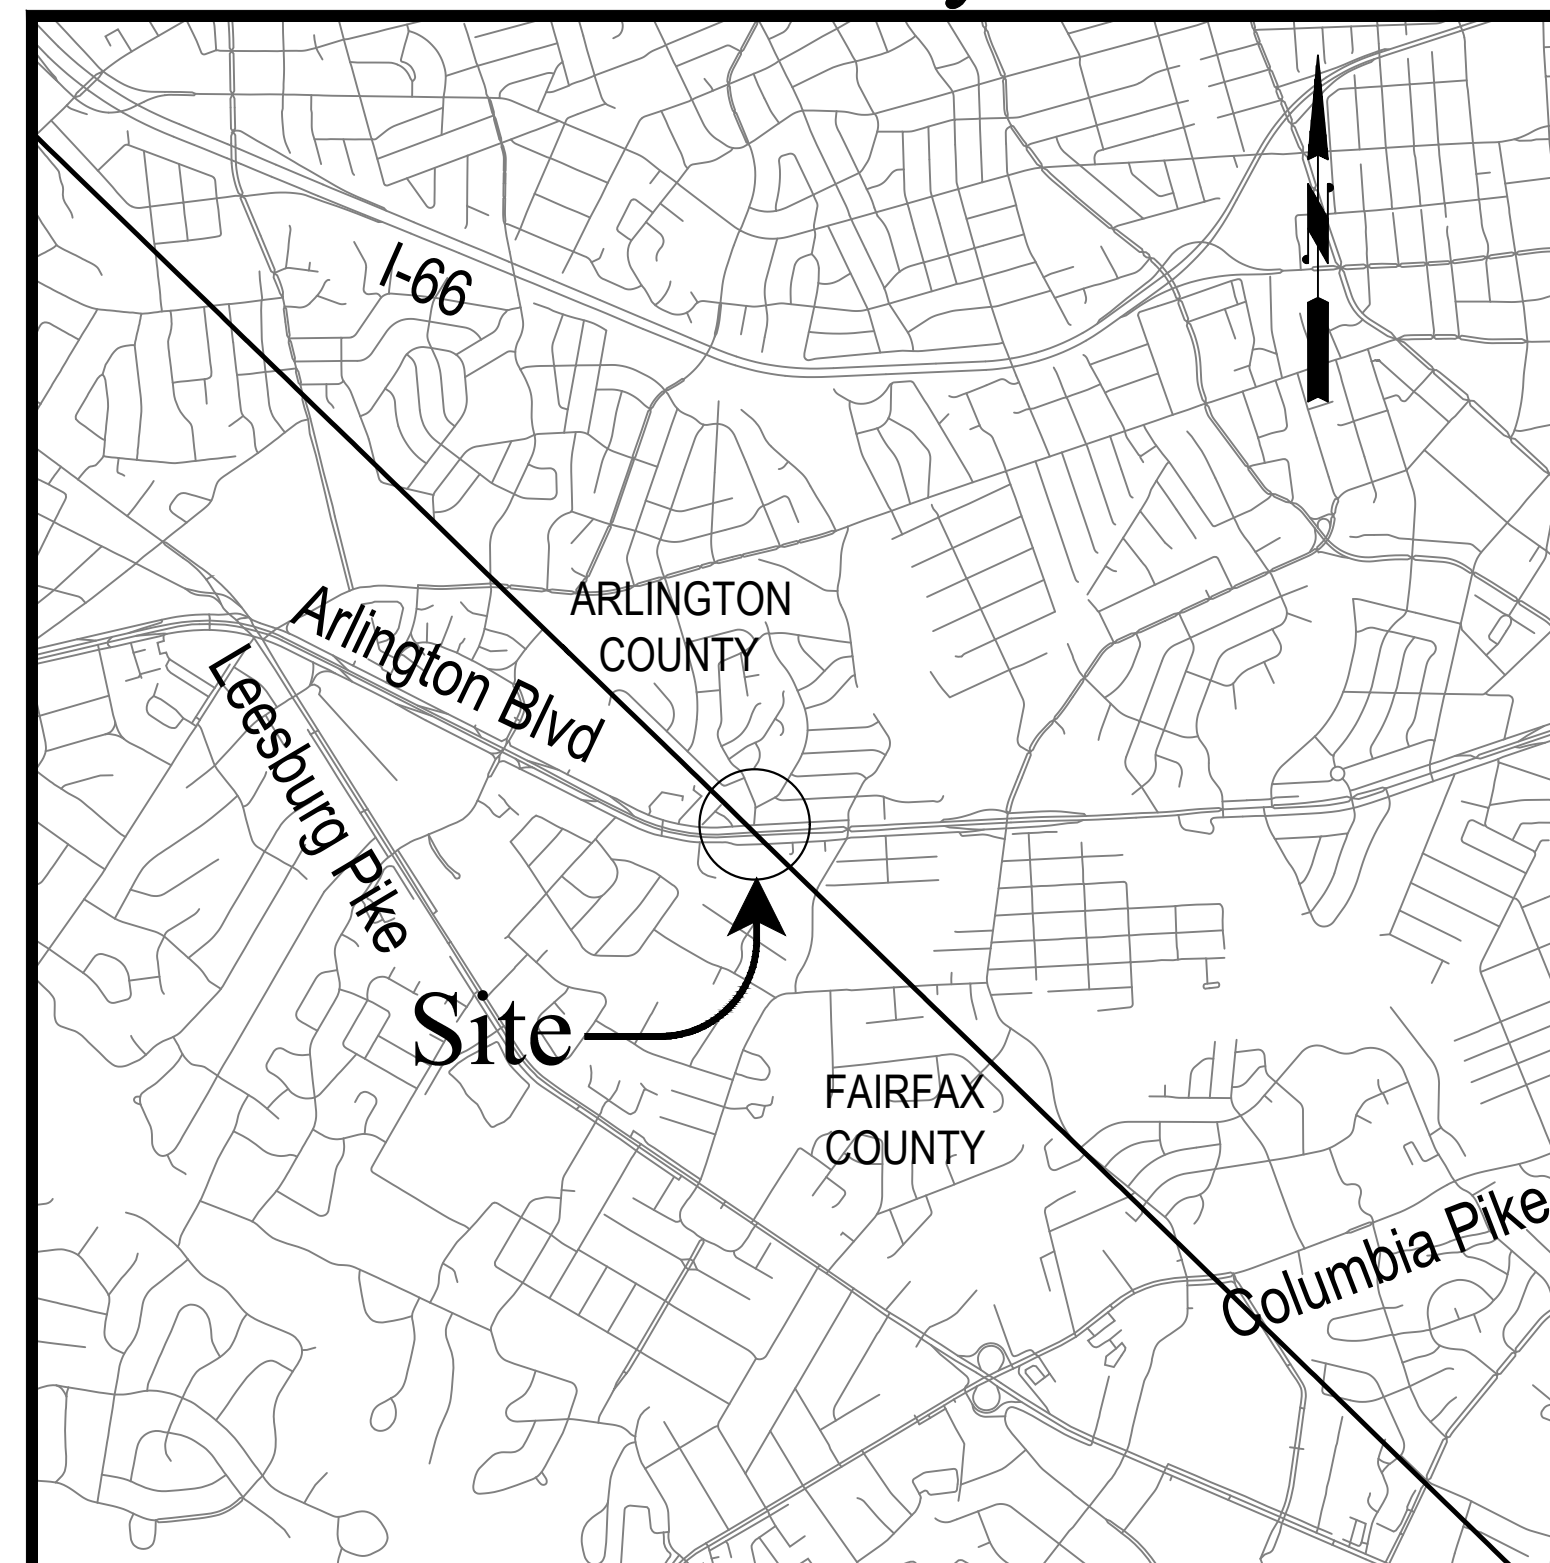 I-66
ARLINGTON
COUNTY
Arlington Blvd
Leesburg Pike
Site
FAIRFAX
COUNTY
Columbia Pike
N